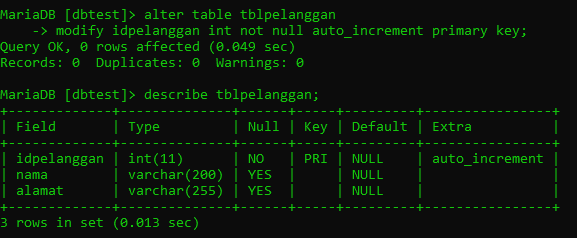 MariaDB [dbtest]> alter table tblpelanggan
    -> modify idpelanggan int not null auto_increment primary key;
Query OK, 0 rows affected (0.049 sec)
Records: 0  Duplicates: 0  Warnings: 0

MariaDB [dbtest]> describe tblpelanggan;
+-------------+--------------+------+-----+---------+----------------+
| Field       | Type         | Null | Key | Default | Extra          |
+-------------+--------------+------+-----+---------+----------------+
| idpelanggan | int(11)      | NO   | PRI | NULL    | auto_increment |
| nama        | varchar(200) | YES  |     | NULL    |                |
| alamat      | varchar(255) | YES  |     | NULL    |                |
+-------------+--------------+------+-----+---------+----------------+
3 rows in set (0.013 sec)